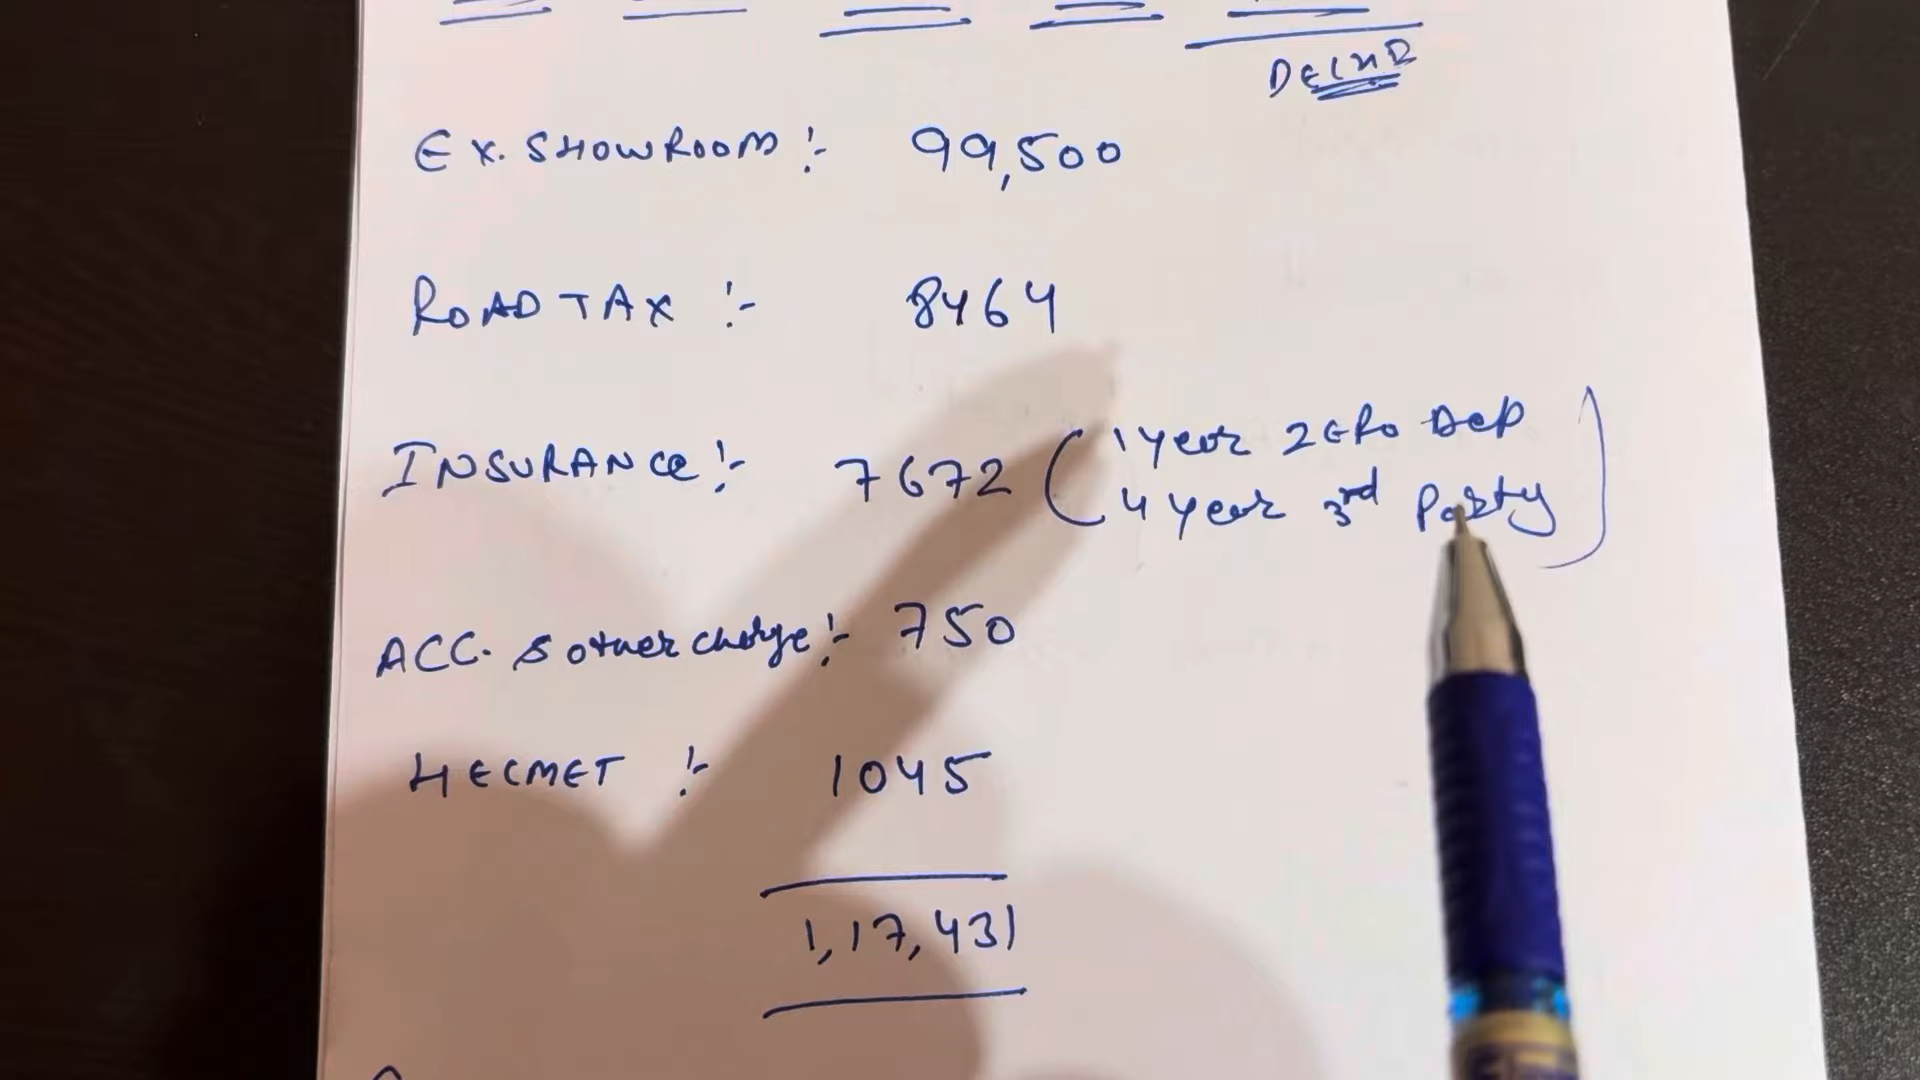 DELHI
EX. SHOWROOM :- 99,500
ROAD TAX :- 8464
INSURANCE :- 7672 (1 year ZERO Dep
4 year 3rd Party)
ACC. & other charge :- 750
HELMET :- 1045
1,17,431